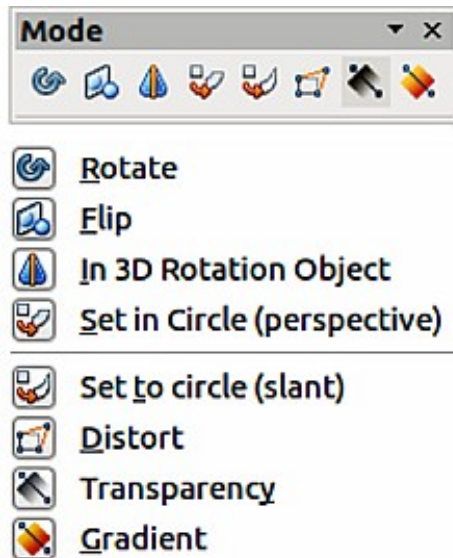 Mode
Rotate
Flip
In 3D Rotation Object
Set in Circle (perspective)
Set to circle (slant)
Distort
Transparency
Gradient